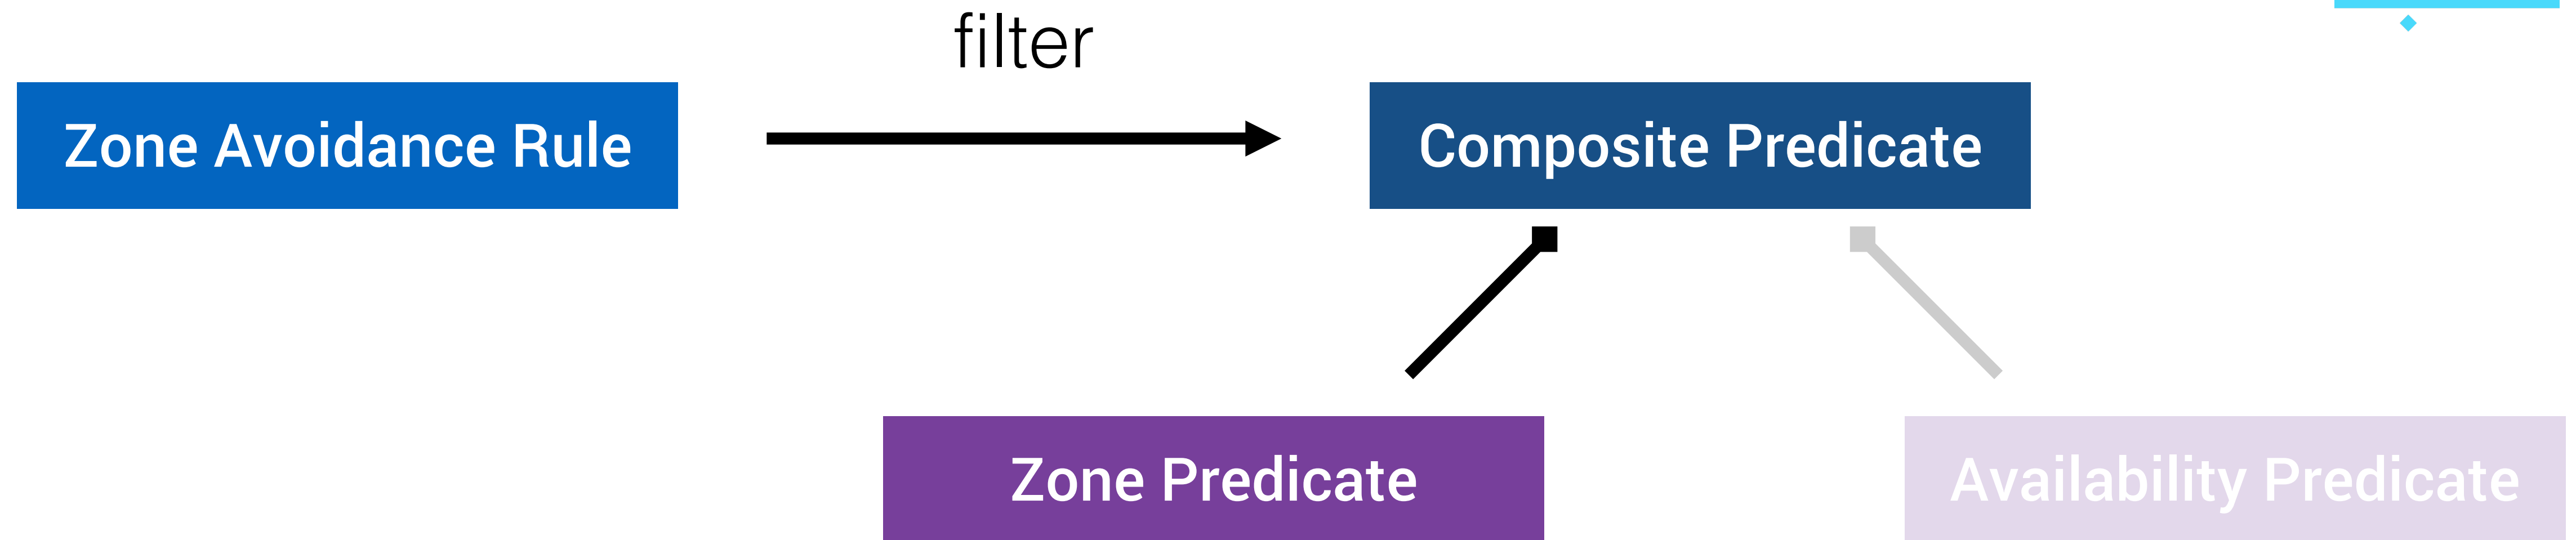 filter
Zone Avoidance Rule
Composite Predicate
Zone Predicate
Availability Predicate